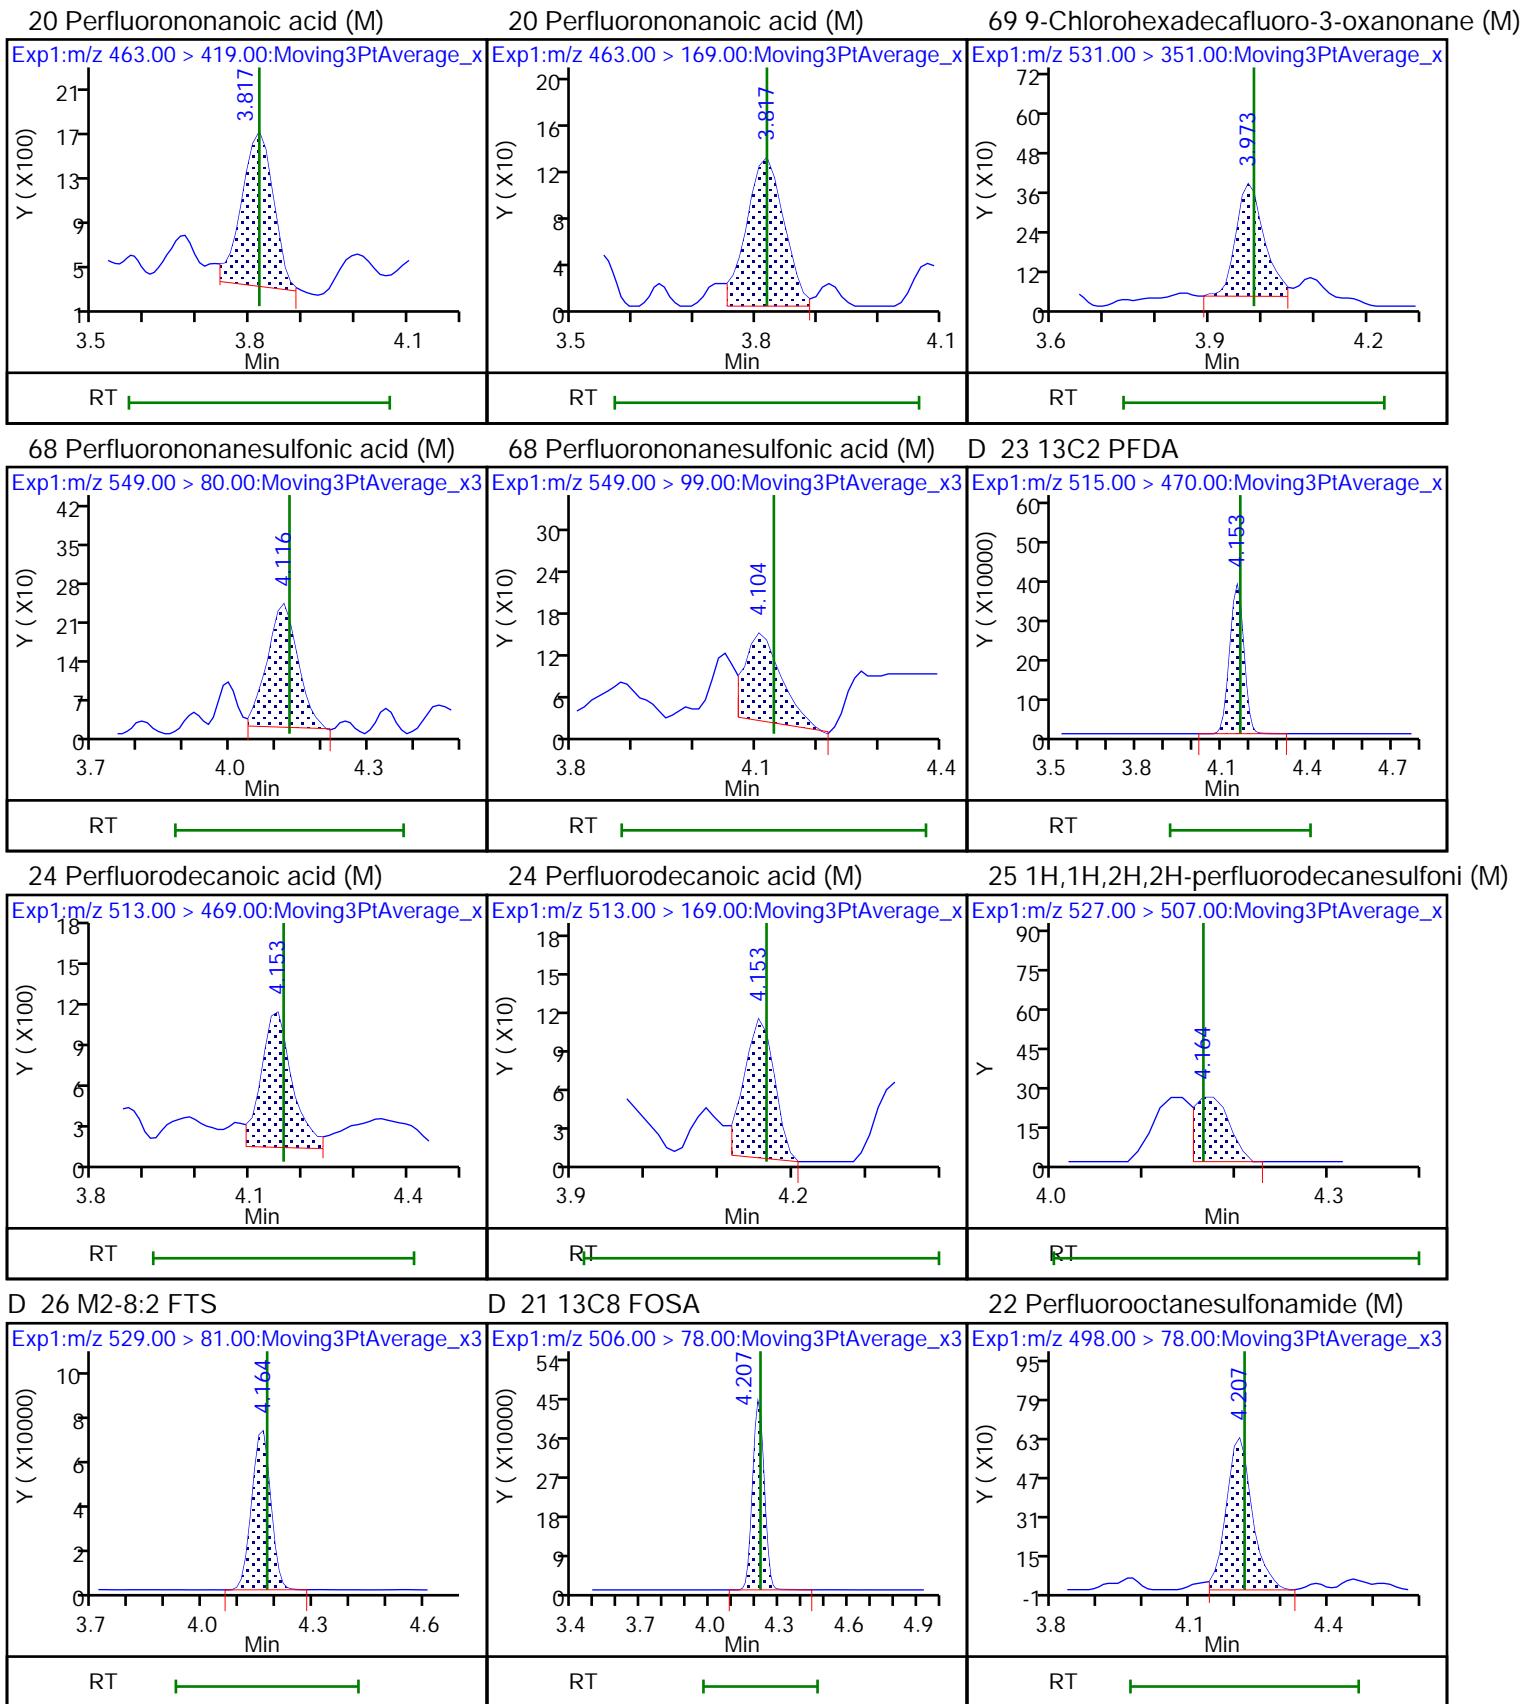 20 Perfluorononanoic acid (M)
Exp1:m/z 463.00 > 419.00:Moving3PtAverage_x
Y ( X100)
21
17
13
9
5
1
3.817
3.5
3.8
4.1
Min
RT
20 Perfluorononanoic acid (M)
Exp1:m/z 463.00 > 169.00:Moving3PtAverage_x
Y ( X10)
20
16
12
8
4
0
3.817
3.5
3.8
4.1
Min
RT
69 9-Chlorohexadecafluoro-3-oxanonane (M)
Exp1:m/z 531.00 > 351.00:Moving3PtAverage_x
Y ( X10)
72
60
48
36
24
12
0
3.973
3.6
3.9
4.2
Min
RT
68 Perfluorononanesulfonic acid (M)
Exp1:m/z 549.00 > 80.00:Moving3PtAverage_x3
Y ( X10)
42
35
28
21
14
7
0
4.116
3.7
4.0
4.3
Min
RT
68 Perfluorononanesulfonic acid (M)
Exp1:m/z 549.00 > 99.00:Moving3PtAverage_x3
Y ( X10)
30
24
18
12
6
0
4.104
3.8
4.1
4.4
Min
RT
D 23 13C2 PFDA
Exp1:m/z 515.00 > 470.00:Moving3PtAverage_x
Y ( X10000)
60
50
40
30
20
10
0
4.153
3.5
3.8
4.1
4.4
4.7
Min
RT
24 Perfluorodecanoic acid (M)
Exp1:m/z 513.00 > 469.00:Moving3PtAverage_x
Y ( X100)
18
15
12
9
6
3
0
4.153
3.8
4.1
4.4
Min
RT
24 Perfluorodecanoic acid (M)
Exp1:m/z 513.00 > 169.00:Moving3PtAverage_x
Y ( X10)
18
15
12
9
6
3
0
4.153
3.9
4.2
Min
RT
25 1H,1H,2H,2H-perfluorodecanesulfoni (M)
Exp1:m/z 527.00 > 507.00:Moving3PtAverage_x
Y
90
75
60
45
30
15
0
4.164
4.0
4.3
Min
RT
D 26 M2-8:2 FTS
Exp1:m/z 529.00 > 81.00:Moving3PtAverage_x3
Y ( X10000)
10
8
6
4
2
0
4.164
3.7
4.0
4.3
4.6
Min
RT
D 21 13C8 FOSA
Exp1:m/z 506.00 > 78.00:Moving3PtAverage_x3
Y ( X10000)
54
45
36
27
18
9
0
4.207
3.4
3.7
4.0
4.3
4.6
4.9
Min
RT
22 Perfluorooctanesulfonamide (M)
Exp1:m/z 498.00 > 78.00:Moving3PtAverage_x3
Y ( X10)
95
79
63
47
31
15
-1
4.207
3.8
4.1
4.4
Min
RT